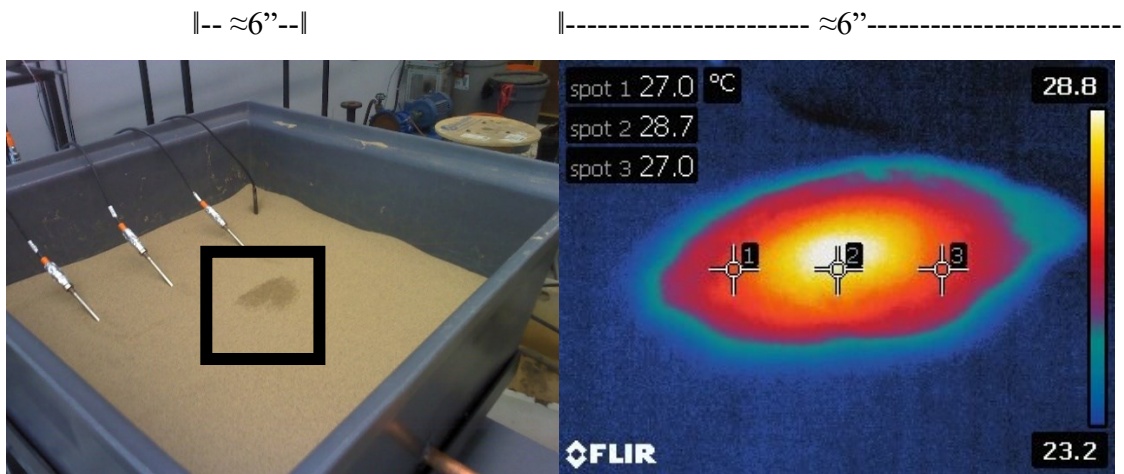 ‖-- ≈6”--‖
‖----------------------- ≈6”------------------------
spot 1 27.0 °C
spot 2 28.7
spot 3 27.0
28.8
1
2
3
FLIR
23.2